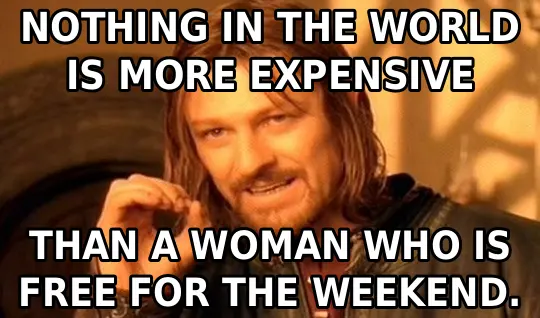 NOTHING IN THE WORLD
IS MORE EXPENSIVE
THAN A WOMAN WHO IS
FREE FOR THE WEEKEND.